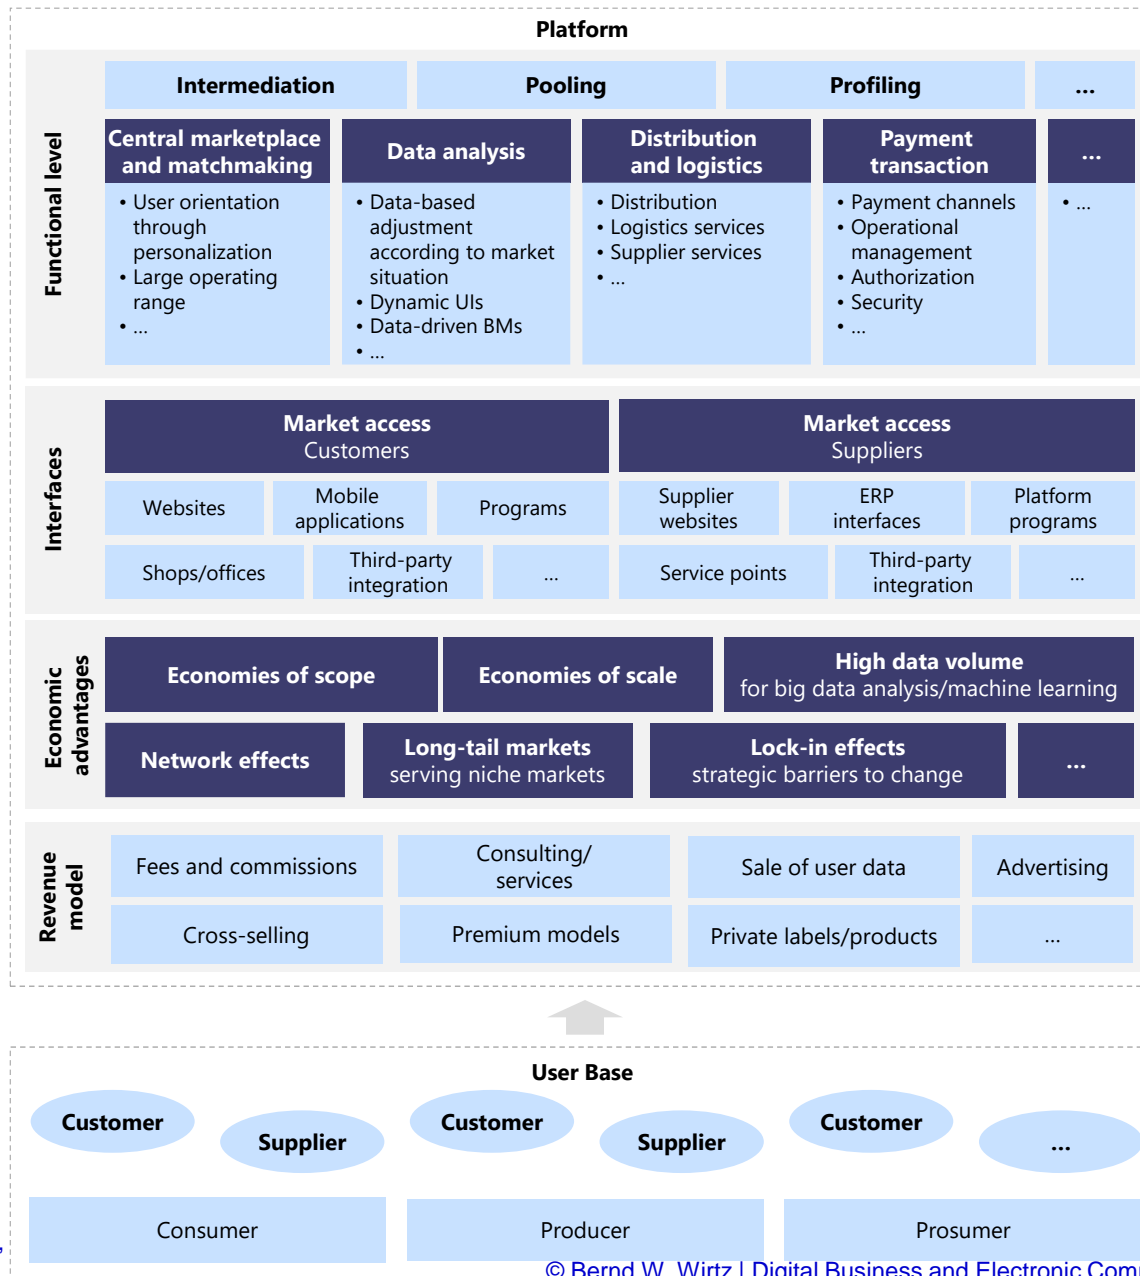 Platform
Functional level
Intermediation
Pooling
Profiling
...
Central marketplace
and matchmaking
• User orientation
through
personalization
• Large operating
range
• ...
Data analysis
• Data-based
adjustment
according to market
situation
• Dynamic UIs
• Data-driven BMs
• ...
Distribution
and logistics
• Distribution
• Logistics services
• Supplier services
• ...
Payment
transaction
• Payment channels
• Operational
management
• Authorization
• Security
• ...
...
• ...
Interfaces
Market access
Customers
Websites
Mobile
applications
Programs
Shops/offices
Third-party
integration
...
Market access
Suppliers
Supplier
websites
ERP
interfaces
Platform
programs
Service points
Third-party
integration
...
Economic
advantages
Economies of scope
Economies of scale
High data volume
for big data analysis/machine learning
Network effects
Long-tail markets
serving niche markets
Lock-in effects
strategic barriers to change
...
Revenue
model
Fees and commissions
Consulting/
services
Sale of user data
Advertising
Cross-selling
Premium models
Private labels/products
...
User Base
Customer
Supplier
Customer
Supplier
Customer
...
Consumer
Producer
Prosumer
,
© Bernd W. Wirtz | Digital Business and Electronic Com